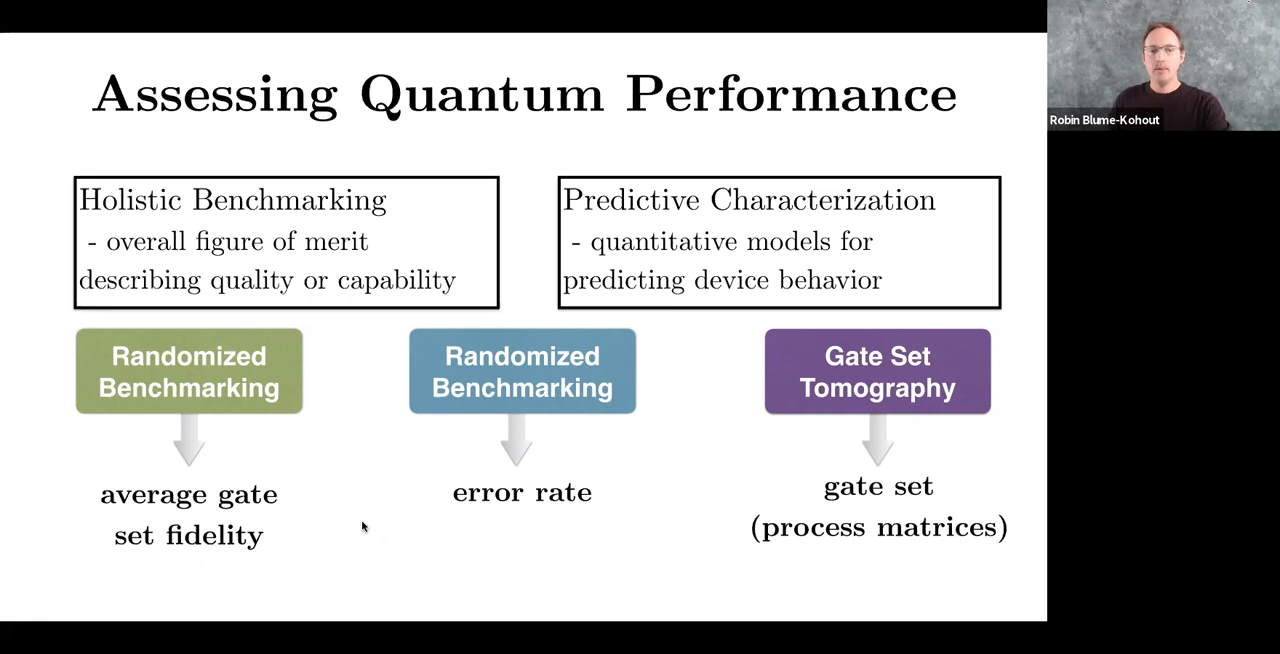 Assessing Quantum Performance
Robin Blume-Kohout
Holistic Benchmarking
- overall figure of merit
describing quality or capability
Predictive Characterization
- quantitative models for
predicting device behavior
Randomized
Benchmarking
average gate
set fidelity
Randomized
Benchmarking
error rate
Gate Set
Tomography
gate set
(process matrices)